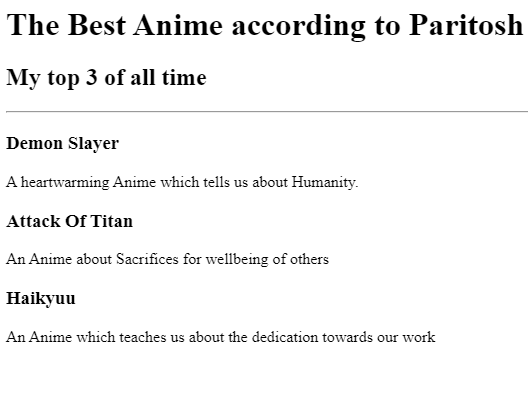 The Best Anime according to Paritosh
My top 3 of all time
Demon Slayer
A heartwarming Anime which tells us about Humanity.
Attack Of Titan
An Anime about Sacrifices for wellbeing of others
Haikyuu
An Anime which teaches us about the dedication towards our work